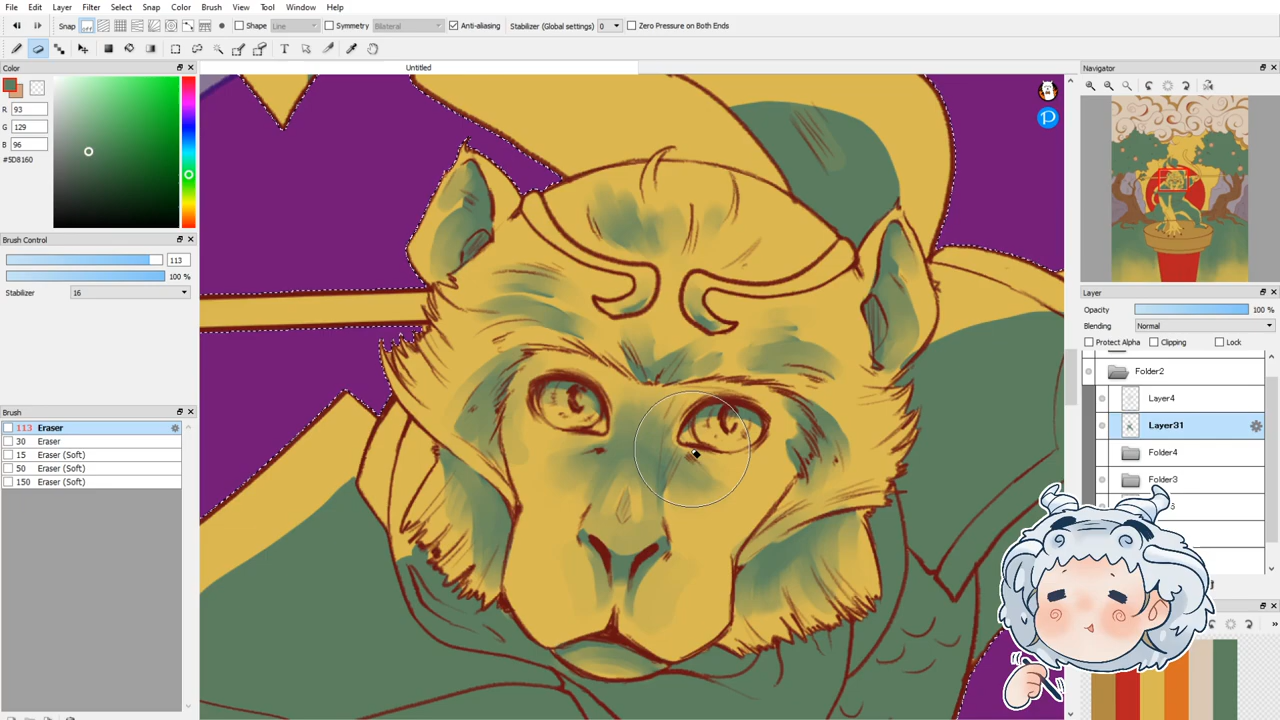 File Edit Layer Filter Select Snap Color Brush View Tool Window Help
Snap off Shape Line Symmetry Bilateral Anti-aliasing Stabilizer (Global settings) 0 Zero Pressure on Both Ends
Color
Untitled
Navigator
R 93
G 129
B 96
#5D8160
Brush Control
113
100 %
Stabilizer 16
Layer
Opacity 100 %
Blending Normal
Protect Alpha Clipping Lock
Folder2
Layer4
Layer31
Folder4
Folder3
Brush
113 Eraser
30 Eraser
15 Eraser (Soft)
50 Eraser (Soft)
150 Eraser (Soft)